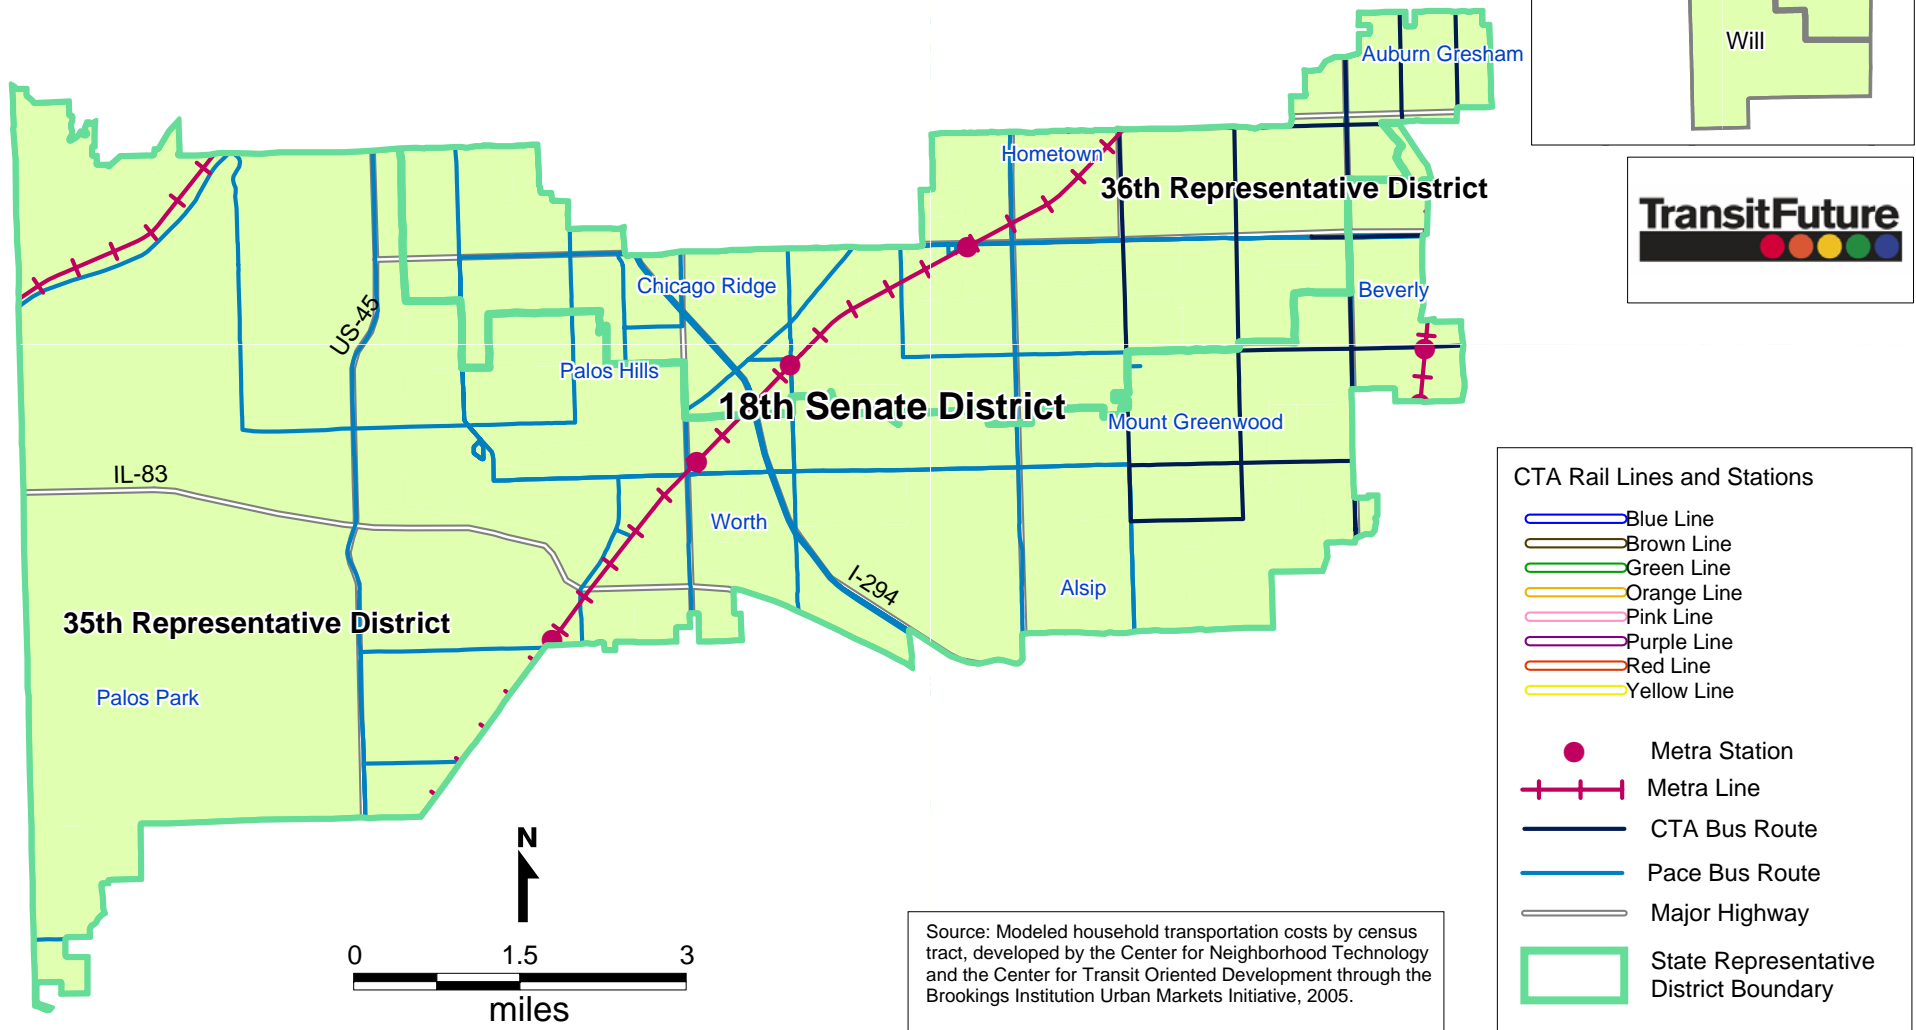 Will
Auburn Gresham
Hometown
36th Representative District
TransitFuture
Chicago Ridge
Beverly
US-45
Palos Hills
18th Senate District
Mount Greenwood
IL-83
Worth
I-294
Alsip
35th Representative District
Palos Park
CTA Rail Lines and Stations
Blue Line
Brown Line
Green Line
Orange Line
Pink Line
Purple Line
Red Line
Yellow Line
Metra Station
Metra Line
CTA Bus Route
Pace Bus Route
Major Highway
State Representative
District Boundary
N
0 1.5 3
miles
Source: Modeled household transportation costs by census
tract, developed by the Center for Neighborhood Technology
and the Center for Transit Oriented Development through the
Brookings Institution Urban Markets Initiative, 2005.